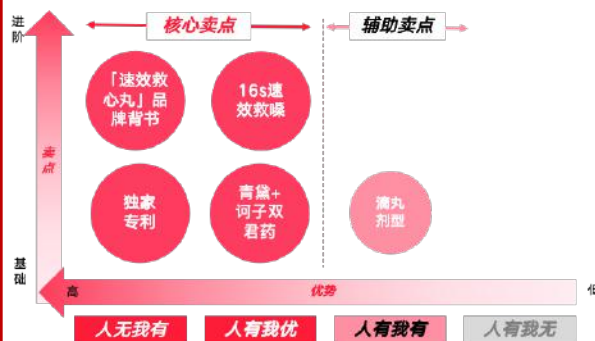 进
阶
核心卖点
辅助卖点
「速效救
心丸」品
牌背书
16s速
效救嗓
卖
点
独家
专利
青黛+
诃子双
君药
滴丸
剂型
基
础
高
优势
低
人无我有
人有我优
人有我有
人有我无